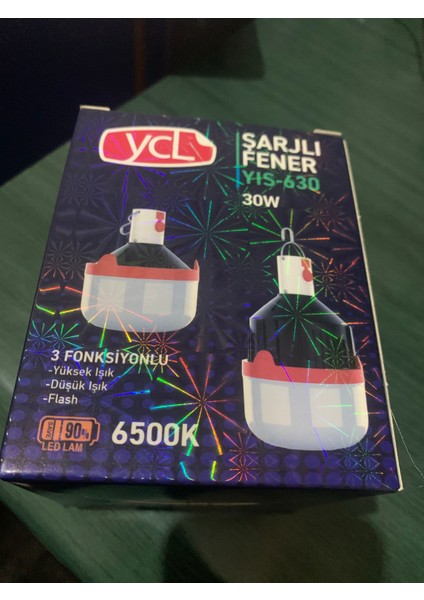 YCL
ŞARJLI
FENER
YIS-630
30W
3 FONKSİYONLU
-Yüksek Işık
-Düşük Işık
-Flash
90%
LED LAM
6500K